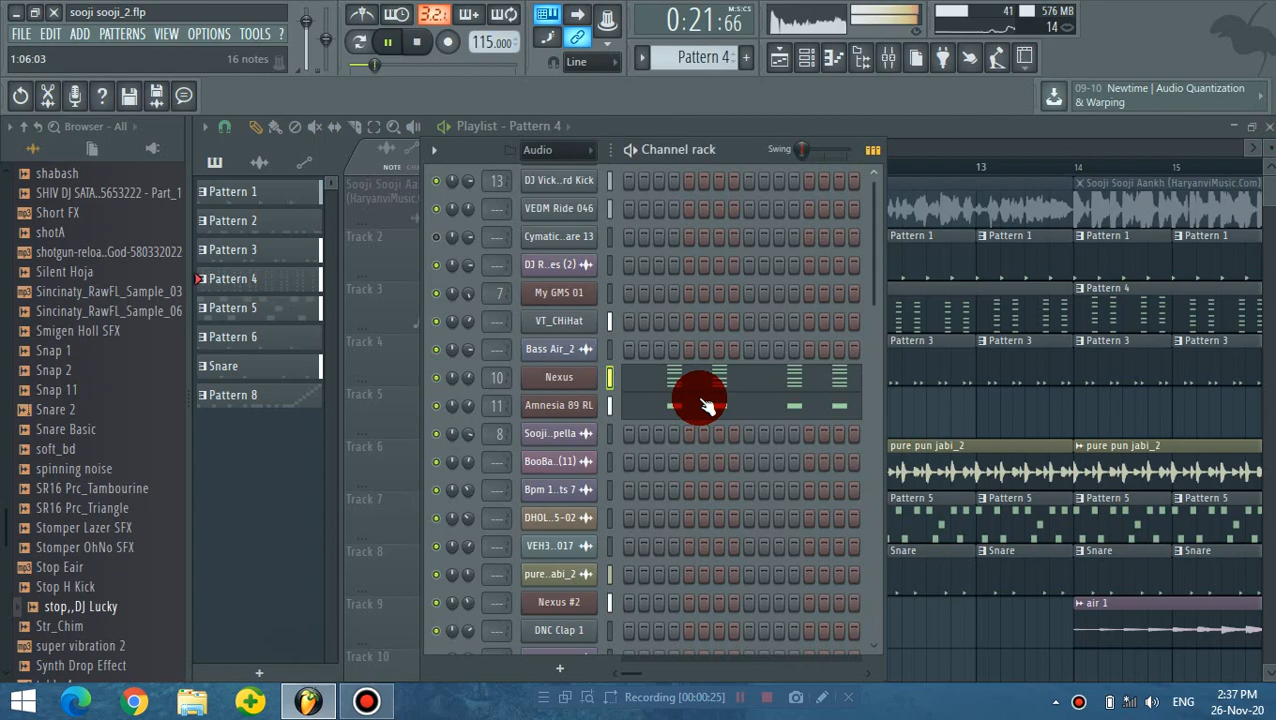 sooji sooji_2.flp
FILE EDIT ADD PATTERNS VIEW OPTIONS TOOLS ?
1:06:03 16 notes
3.2.
115.000
0:21:66
M:S:CS
Pattern 4
Line
41
576 MB
14
09-10 Newtime | Audio Quantization & Warping
Browser - All
Playlist - Pattern 4
shabash
SHIV DJ SATA..5653222 - Part_1
Short FX
shotA
shotgun-reloa..God-580332022
Silent Hoja
Sincinaty_RawFL_Sample_03
Sincinaty_RawFL_Sample_06
Smigen Holl SFX
Snap 1
Snap 2
Snap 11
Snare 2
Snare Basic
soft_bd
spinning noise
SR16 Prc_Tambourine
SR16 Prc_Triangle
Stomper Lazer SFX
Stomper OhNo SFX
Stop Eair
Stop H Kick
stop,,DJ Lucky
Str_Chim
super vibration 2
Synth Drop Effect
Pattern 1
Pattern 2
Pattern 3
Pattern 4
Pattern 5
Pattern 6
Snare
Pattern 8
NOTE
Sooji Sooji Aa
(HaryanviMusic.
Track 2
Track 3
Track 4
Track 5
Track 6
Track 7
Track 8
Track 9
Track 10
Audio Channel rack Swing
13 DJ Vick..rd Kick
VEDM Ride 046
Cymatic..are 13
DJ R..es (2)
7 My GMS 01
VT_CHiHat
Bass Air_2
10 Nexus
11 Amnesia 89 RL
8 Sooji..pella
BooBa..(11)
Bpm 1..ts 7
DHOL..5-02
VEH3..017
pure..abi_2
Nexus #2
DNC Clap 1
13 14 15
Sooji Sooji Aankh (HaryanviMusic.Com)
Pattern 1 Pattern 1 Pattern 1 Pattern 1
Pattern 4
Pattern 3 Pattern 3 Pattern 3 Pattern 3
pure pun jabi_2 pure pun jabi_2
Pattern 5 Pattern 5 Pattern 5 Pattern 5
Snare Snare Snare Snare
air 1
Recording [00:00:25]
ENG
2:37 PM
26-Nov-20